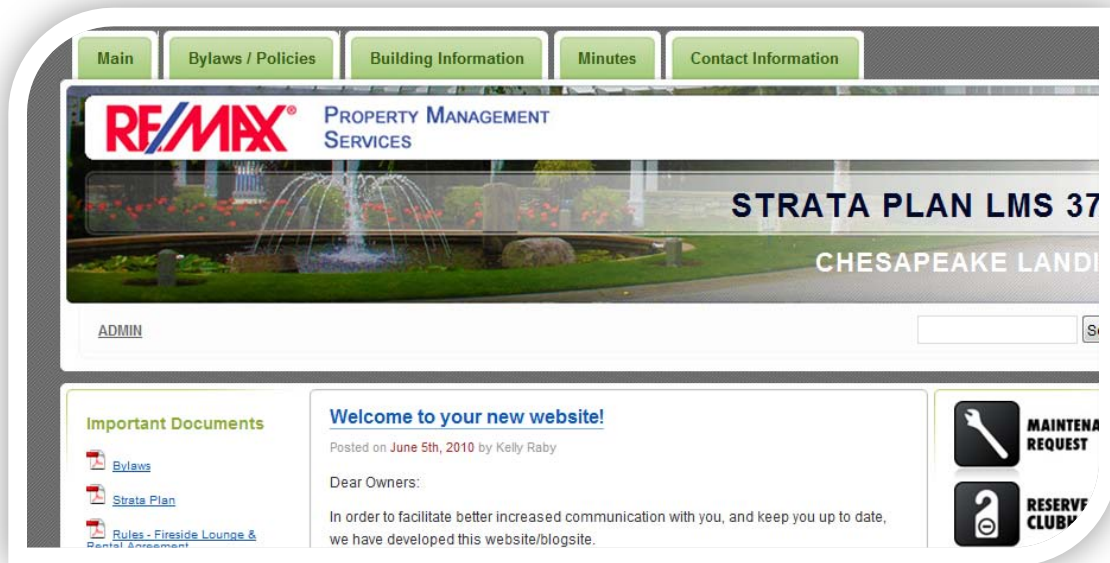 Main
Bylaws / Policies
Building Information
Minutes
Contact Information
RE/MAX®
PROPERTY MANAGEMENT
SERVICES
STRATA PLAN LMS 37
CHESAPEAKE
ADMIN
Important Documents
Bylaws
Strata Plan
Rules - Fireside Lounge &
Rental Agreement
Welcome to your new website!
Posted on June 5th, 2010 by Kelly Raby
Dear Owners:
In order to facilitate better increased communication with you, and keep you up to date,
we have developed this website/blogsite.
REQUEST
RESERVE